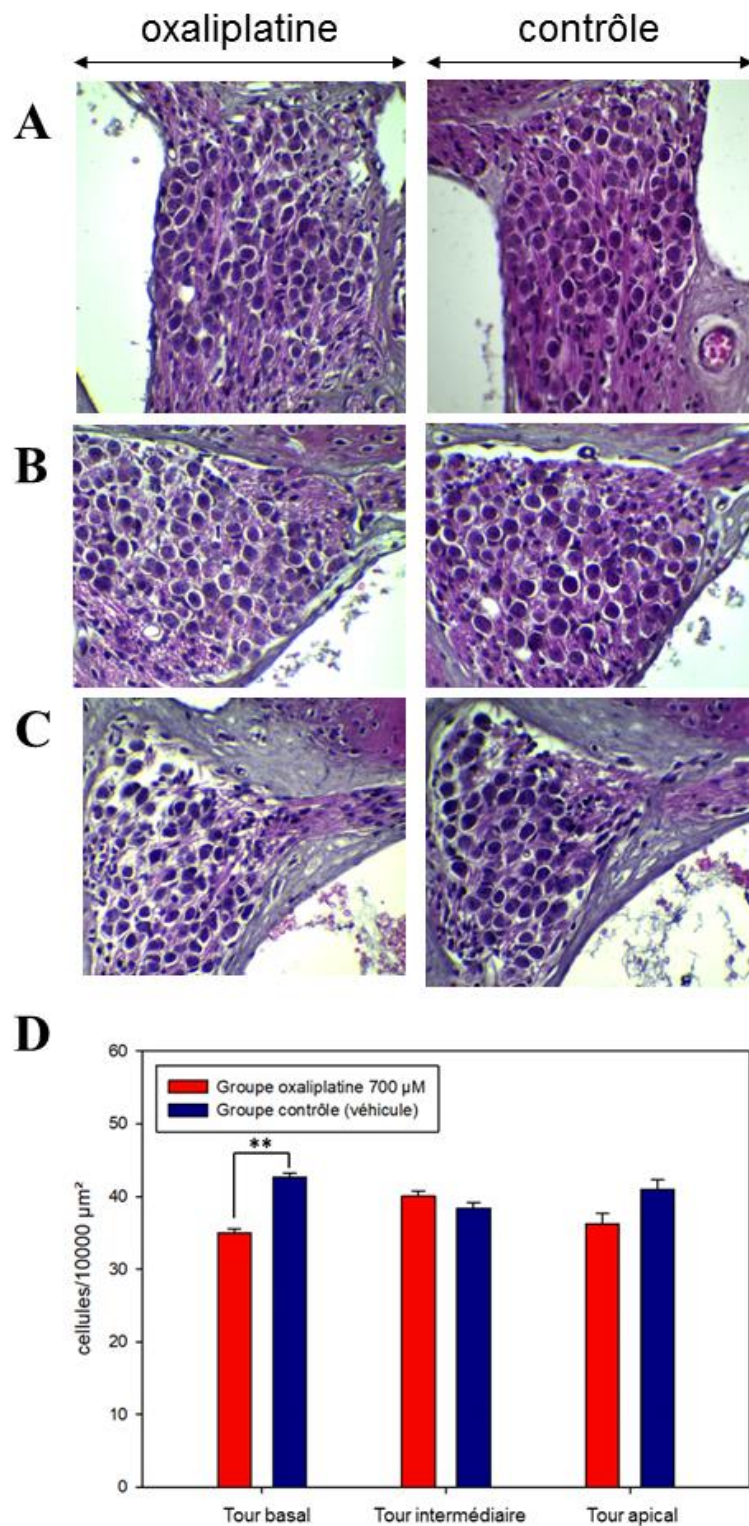 oxaliplatine contrôle
A
B
C
D
60
Groupe oxaliplatine 700 µM
Groupe contrôle (véhicule)
50
**
40
30
20
10
0
cellules/10000 µm²
Tour basal Tour intermédiaire Tour apical